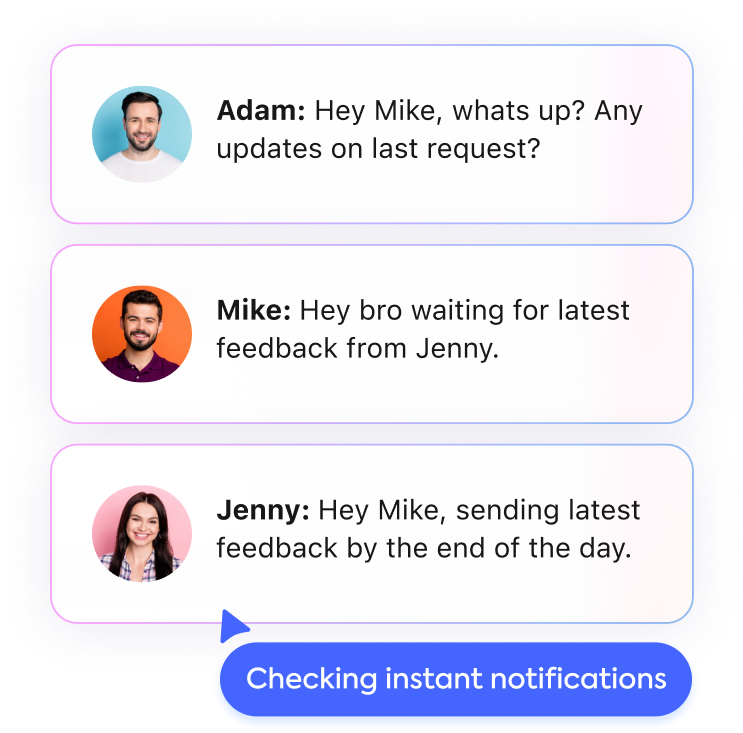 Adam: Hey Mike, whats up? Any
updates on last request?
Mike: Hey bro waiting for latest
feedback from Jenny.
Jenny: Hey Mike, sending latest
feedback by the end of the day.
Checking instant notifications